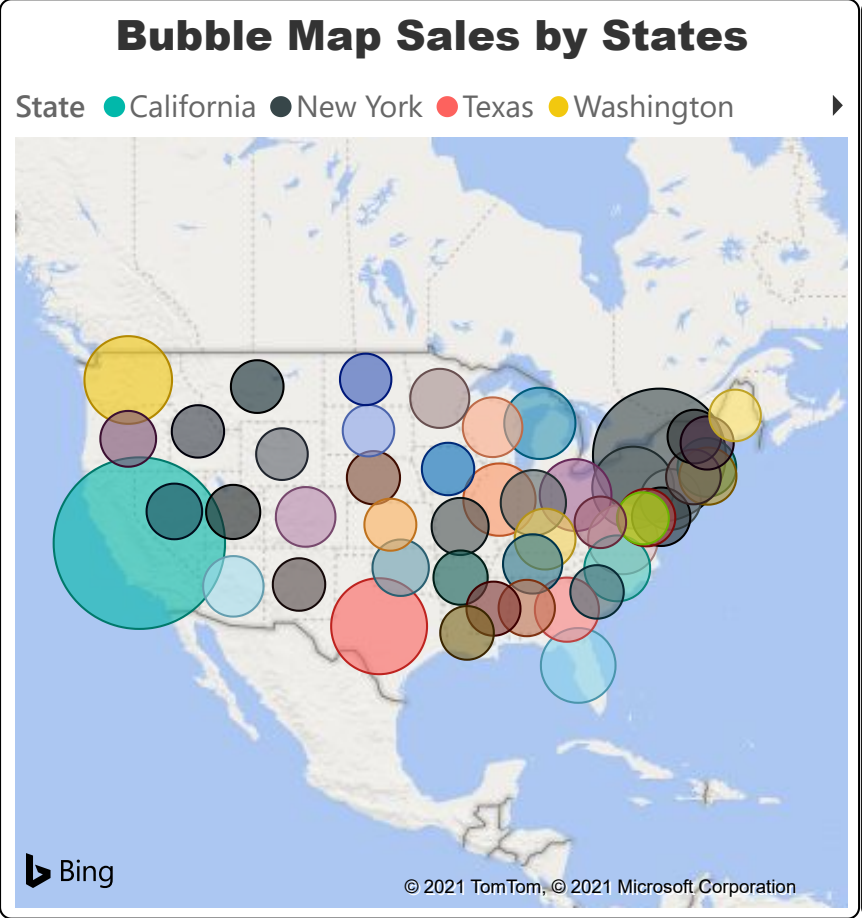 Bubble Map Sales by States
State California New York Texas Washington
Bing
© 2021 TomTom, © 2021 Microsoft Corporation